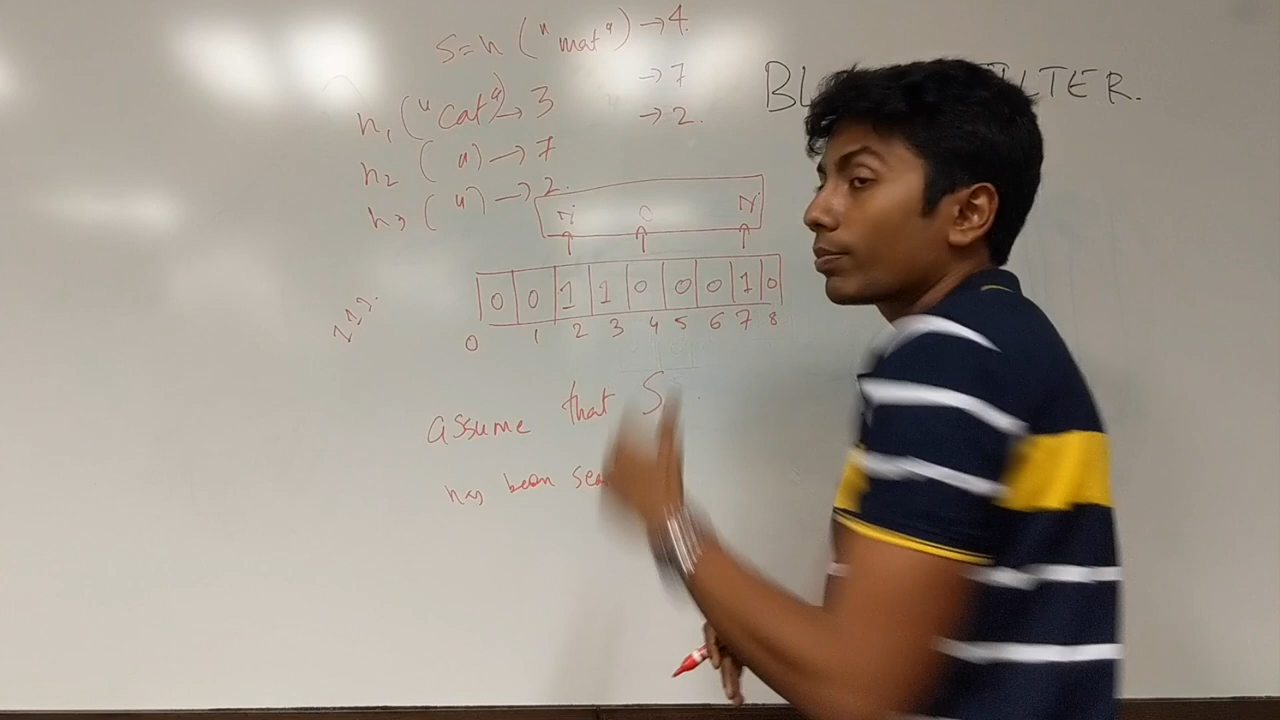 S=h ("mat") → 4.
→ 7
→ 2.
BL LTER.
h₁ ("cat") → 3
h₂ ( " ) → 7
h₃ ( " ) → 2.
0
0 0 1 1 0 0 0 1 0
0 1 2 3 4 5 6 7 8
assume that S
has been